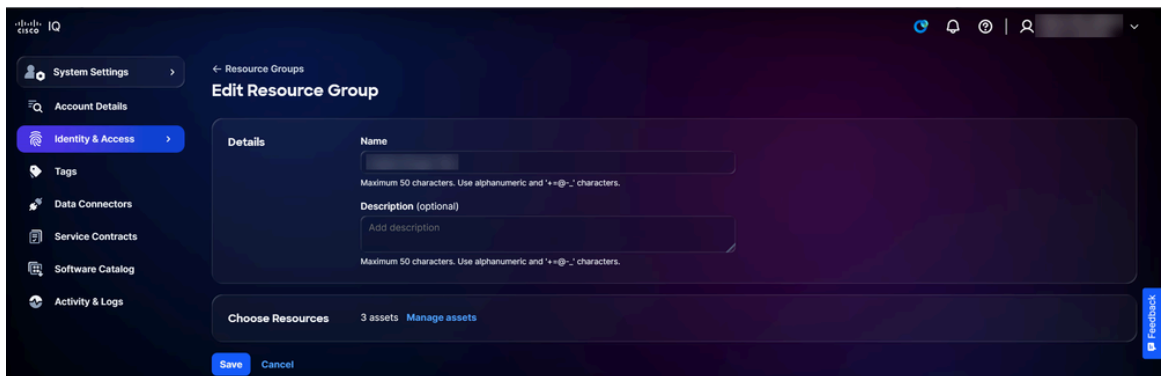 cisco IQ
System Settings
Account Details
Identity & Access
Tags
Data Connectors
Service Contracts
Software Catalog
Activity & Logs
← Resource Groups
Edit Resource Group
Details
Name
Maximum 50 characters. Use alphanumeric and '+=@-_' characters.
Description (optional)
Add description
Maximum 50 characters. Use alphanumeric and '+=@-_' characters.
Choose Resources 3 assets Manage assets
Save Cancel
Feedback